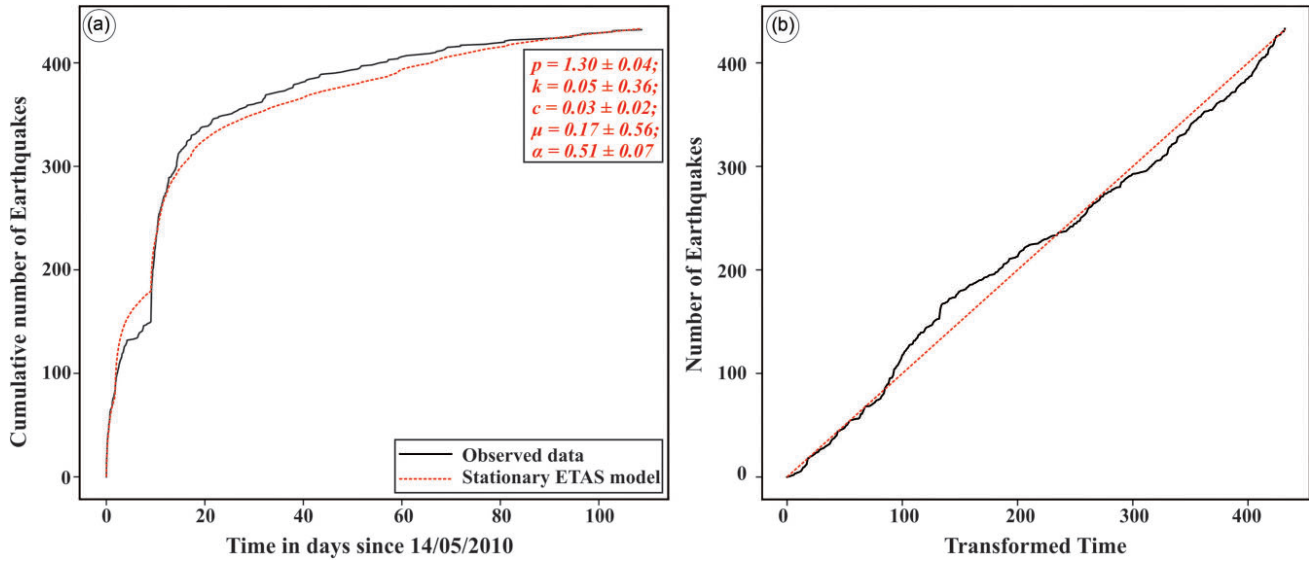 (a)
Cumulative number of Earthquakes
400
300
200
100
0
p = 1.30 ± 0.04;
k = 0.05 ± 0.36;
c = 0.03 ± 0.02;
μ = 0.17 ± 0.56;
α = 0.51 ± 0.07
Observed data
Stationary ETAS model
0 20 40 60 80 100
Time in days since 14/05/2010
(b)
Number of Earthquakes
400
300
200
100
0
0 100 200 300 400
Transformed Time